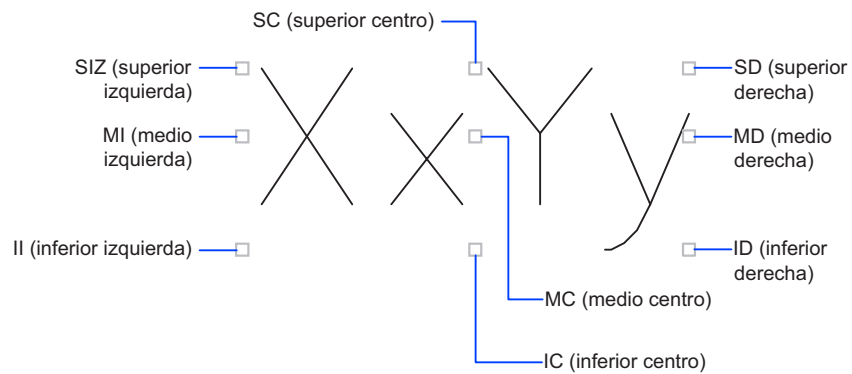 SC (superior centro)
SIZ (superior
izquierda)
SD (superior
derecha)
MI (medio
izquierda)
MD (medio
derecha)
X x Y y
II (inferior izquierda)
ID (inferior
derecha)
MC (medio centro)
IC (inferior centro)